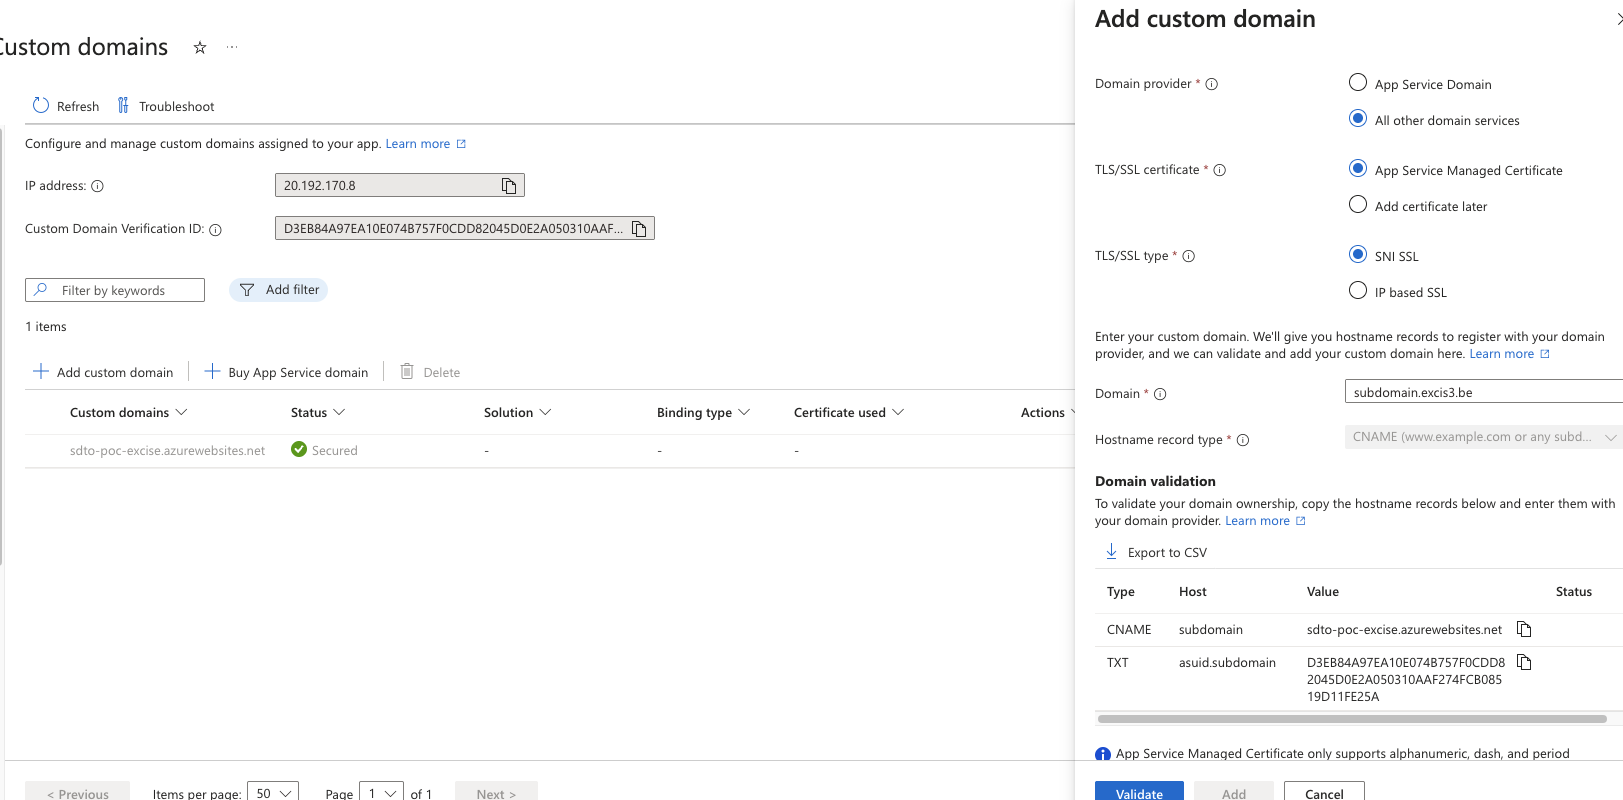 Custom domains
Refresh
Troubleshoot
Configure and manage custom domains assigned to your app. Learn more
IP address:
20.192.170.8
Custom Domain Verification ID:
D3EB84A97EA10E074B757F0CDD82045D0E2A050310AAF...
Filter by keywords
Add filter
1 items
Add custom domain
Buy App Service domain
Delete
Custom domains
Status
Solution
Binding type
Certificate used
Actions
sdto-poc-excise.azurewebsites.net
Secured
-
-
-
< Previous
Items per page:
50
Page
1
of 1
Next >
Add custom domain
Domain provider *
App Service Domain
All other domain services
TLS/SSL certificate *
App Service Managed Certificate
Add certificate later
TLS/SSL type *
SNI SSL
IP based SSL
Enter your custom domain. We'll give you hostname records to register with your domain
provider, and we can validate and add your custom domain here. Learn more
Domain *
subdomain.excis3.be
Hostname record type *
CNAME (www.example.com or any subd...
Domain validation
To validate your domain ownership, copy the hostname records below and enter them with
your domain provider. Learn more
Export to CSV
Type
Host
Value
Status
CNAME
subdomain
sdto-poc-excise.azurewebsites.net
TXT
asuid.subdomain
D3EB84A97EA10E074B757F0CDD8
2045D0E2A050310AAF274FCB085
19D11FE25A
App Service Managed Certificate only supports alphanumeric, dash, and period
Validate
Add
Cancel